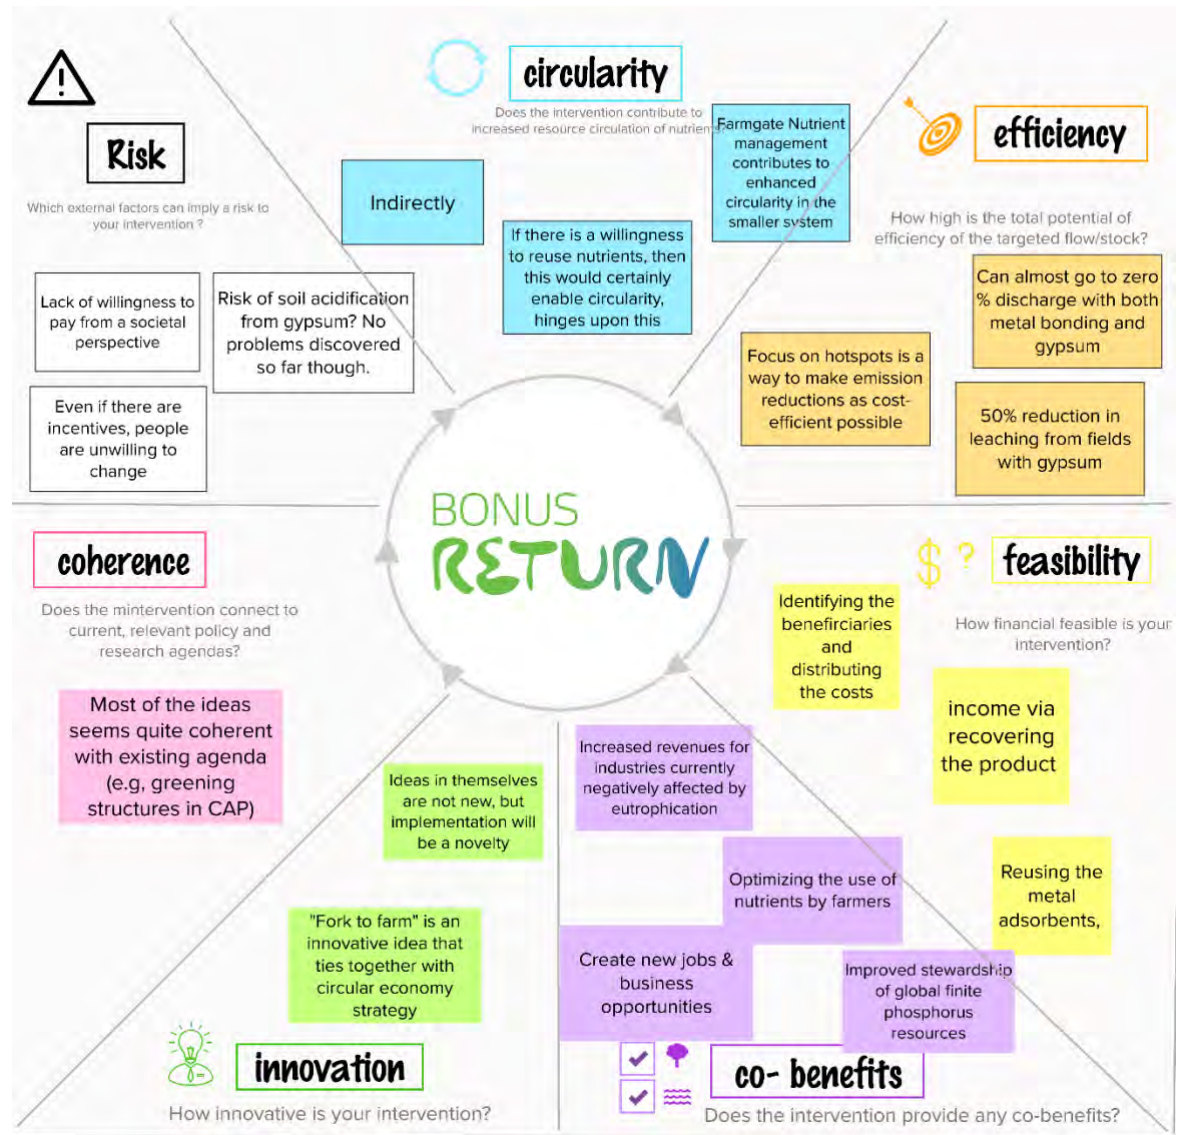 Risk
Which external factors can imply a risk to
your intervention ?
Lack of willingness to
pay from a societal
perspective
Risk of soil acidification
from gypsum? No
problems discovered
so far though.
Even if there are
incentives, people
are unwilling to
change
circularity
Does the intervention contribute to
increased resource circulation of nutrients?
Indirectly
If there is a willingness
to reuse nutrients, then
this would certainly
enable circularity,
hinges upon this
Farmgate Nutrient
management
contributes to
enhanced
circularity in the
smaller system
efficiency
How high is the total potential of
efficiency of the targeted flow/stock?
Can almost go to zero
% discharge with both
metal bonding and
gypsum
Focus on hotspots is a
way to make emission
reductions as cost-
efficient possible
50% reduction in
leaching from fields
with gypsum
BONUS
RETURN
coherence
Does the mintervention connect to
current, relevant policy and
research agendas?
Most of the ideas
seems quite coherent
with existing agenda
(e.g, greening
structures in CAP)
$ ?
feasibility
How financial feasible is your
intervention?
Identifying the
benefirciaries
and
distributing
the costs
income via
recovering
the product
Reusing the
metal
adsorbents,
Ideas in themselves
are not new, but
implementation will
be a novelty
"Fork to farm" is an
innovative idea that
ties together with
circular economy
strategy
innovation
How innovative is your intervention?
Increased revenues for
industries currently
negatively affected by
eutrophication
Optimizing the use of
nutrients by farmers
Create new jobs &
business
opportunities
Improved stewardship
of global finite
phosphorus
resources
co- benefits
Does the intervention provide any co-benefits?